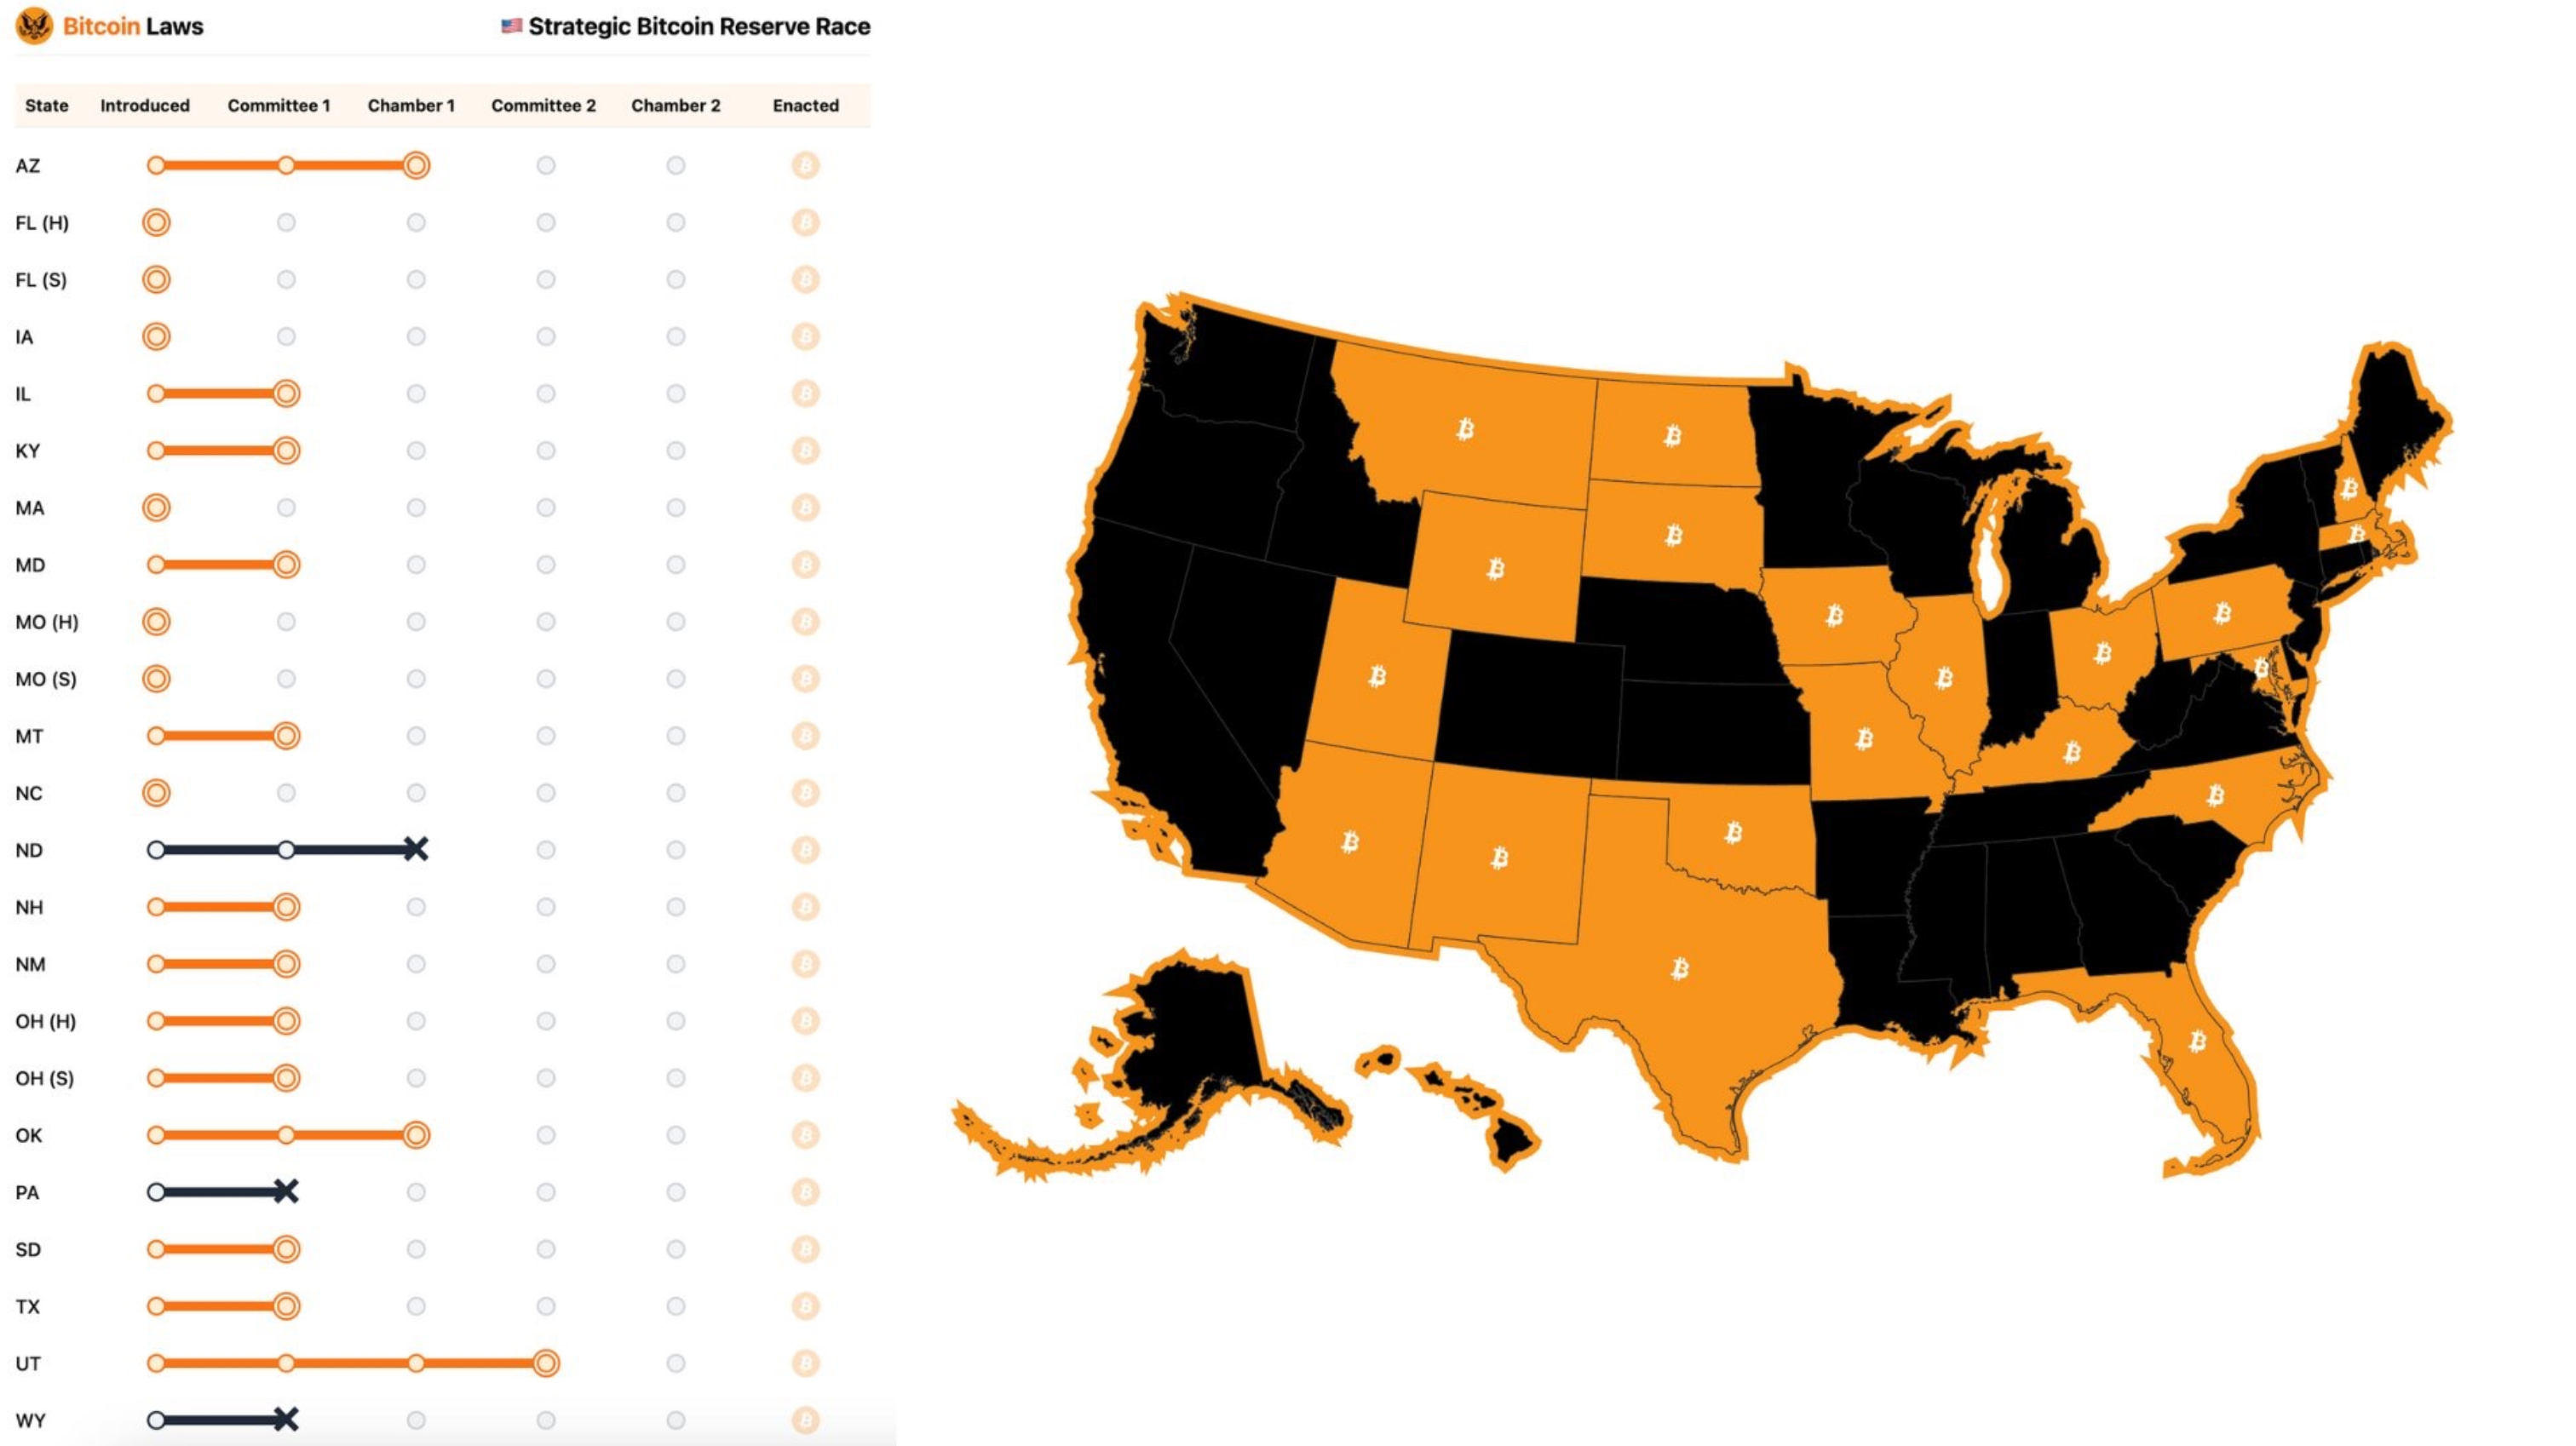 Bitcoin Laws
🇺🇸 Strategic Bitcoin Reserve Race
State Introduced Committee 1 Chamber 1 Committee 2 Chamber 2 Enacted
AZ
FL (H)
FL (S)
IA
IL
KY
MA
MD
MO (H)
MO (S)
MT
NC
ND
NH
NM
OH (H)
OH (S)
OK
PA
SD
TX
UT
WY